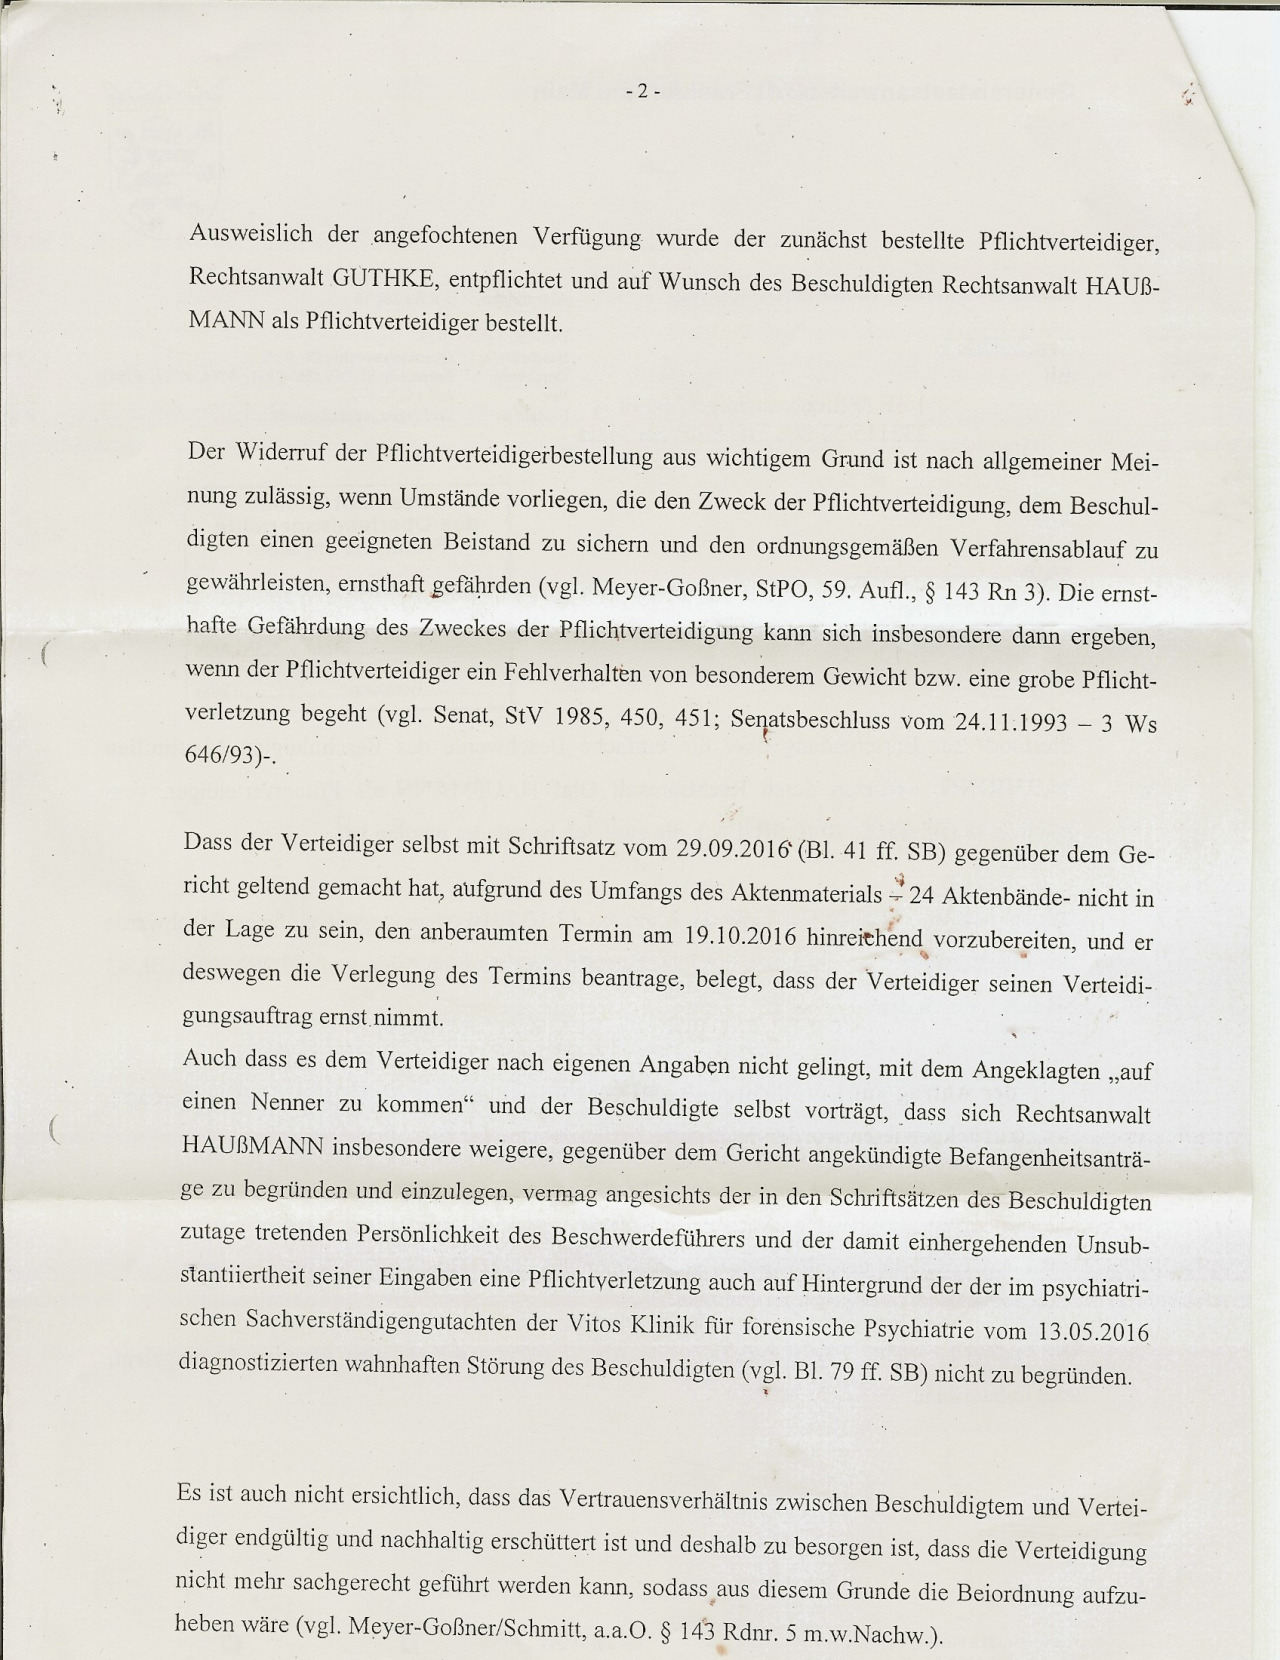 - 2 -
Ausweislich der angefochtenen Verfügung wurde der zunächst bestellte Pflichtverteidiger,
Rechtsanwalt GUTHKE, entpflichtet und auf Wunsch des Beschuldigten Rechtsanwalt HAUß-
MANN als Pflichtverteidiger bestellt.
Der Widerruf der Pflichtverteidigerbestellung aus wichtigem Grund ist nach allgemeiner Mei-
nung zulässig, wenn Umstände vorliegen, die den Zweck der Pflichtverteidigung, dem Beschul-
digten einen geeigneten Beistand zu sichern und den ordnungsgemäßen Verfahrensablauf zu
gewährleisten, ernsthaft gefährden (vgl. Meyer-Goßner, StPO, 59. Aufl., § 143 Rn 3). Die ernst-
hafte Gefährdung des Zweckes der Pflichtverteidigung kann sich insbesondere dann ergeben,
wenn der Pflichtverteidiger ein Fehlverhalten von besonderem Gewicht bzw. eine grobe Pflicht-
verletzung begeht (vgl. Senat, StV 1985, 450, 451; Senatsbeschluss vom 24.11.1993 – 3 Ws
646/93)-.
Dass der Verteidiger selbst mit Schriftsatz vom 29.09.2016 (Bl. 41 ff. SB) gegenüber dem Ge-
richt geltend gemacht hat, aufgrund des Umfangs des Aktenmaterials – 24 Aktenbände- nicht in
der Lage zu sein, den anberaumten Termin am 19.10.2016 hinreichend vorzubereiten, und er
deswegen die Verlegung des Termins beantrage, belegt, dass der Verteidiger seinen Verteidi-
gungsauftrag ernst nimmt.
Auch dass es dem Verteidiger nach eigenen Angaben nicht gelingt, mit dem Angeklagten „auf
einen Nenner zu kommen“ und der Beschuldigte selbst vorträgt, dass sich Rechtsanwalt
HAUßMANN insbesondere weigere, gegenüber dem Gericht angekündigte Befangenheitsanträ-
ge zu begründen und einzulegen, vermag angesichts der in den Schriftsätzen des Beschuldigten
zutage tretenden Persönlichkeit des Beschwerdeführers und der damit einhergehenden Unsub-
stantiiertheit seiner Eingaben eine Pflichtverletzung auch auf Hintergrund der der im psychiatri-
schen Sachverständigengutachten der Vitos Klinik für forensische Psychiatrie vom 13.05.2016
diagnostizierten wahnhaften Störung des Beschuldigten (vgl. Bl. 79 ff. SB) nicht zu begründen.
Es ist auch nicht ersichtlich, dass das Vertrauensverhältnis zwischen Beschuldigtem und Vertei-
diger endgültig und nachhaltig erschüttert ist und deshalb zu besorgen ist, dass die Verteidigung
nicht mehr sachgerecht geführt werden kann, sodass aus diesem Grunde die Beiordnung aufzu-
heben wäre (vgl. Meyer-Goßner/Schmitt, a.a.O. § 143 Rdnr. 5 m.w.Nachw.).